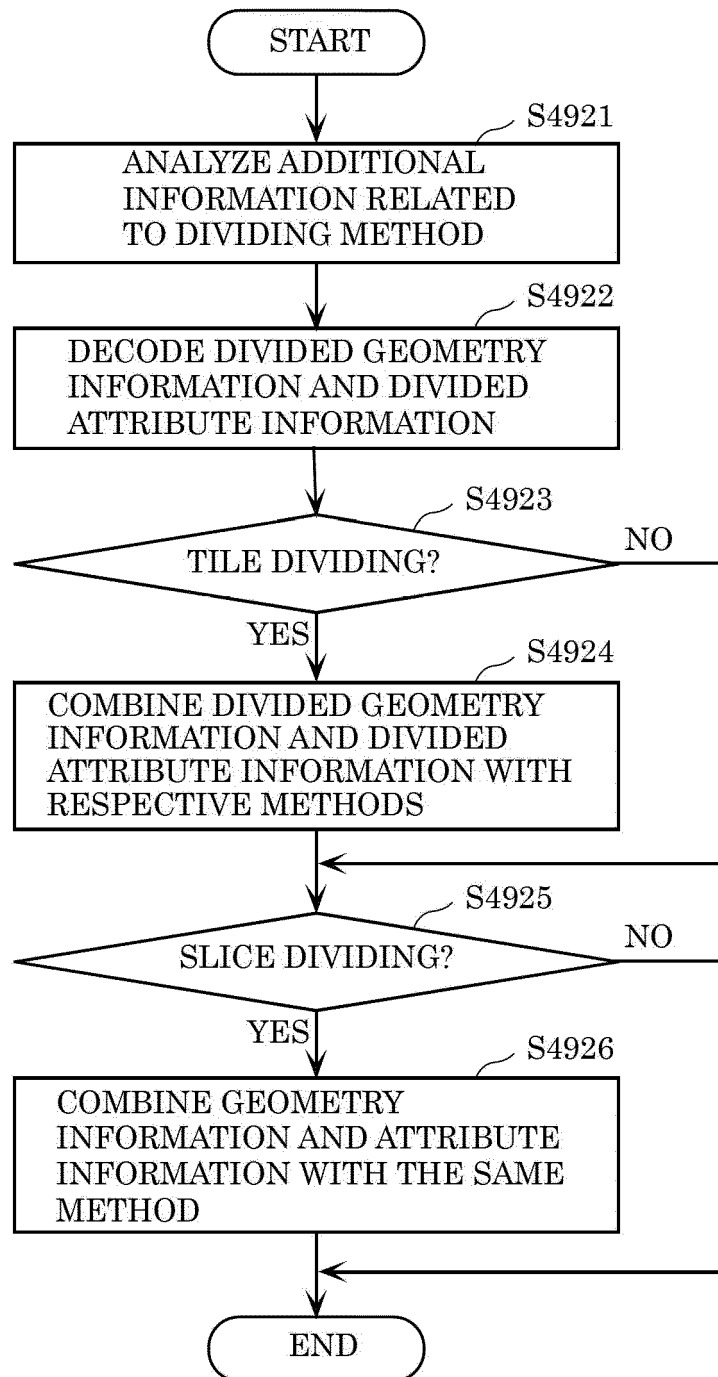 START
S4921
ANALYZE ADDITIONAL
INFORMATION RELATED
TO DIVIDING METHOD
S4922
DECODE DIVIDED GEOMETRY
INFORMATION AND DIVIDED
ATTRIBUTE INFORMATION
S4923
TILE DIVIDING?
NO
YES
S4924
COMBINE DIVIDED GEOMETRY
INFORMATION AND DIVIDED
ATTRIBUTE INFORMATION WITH
RESPECTIVE METHODS
S4925
SLICE DIVIDING?
NO
YES
S4926
COMBINE GEOMETRY
INFORMATION AND ATTRIBUTE
INFORMATION WITH THE SAME
METHOD
END